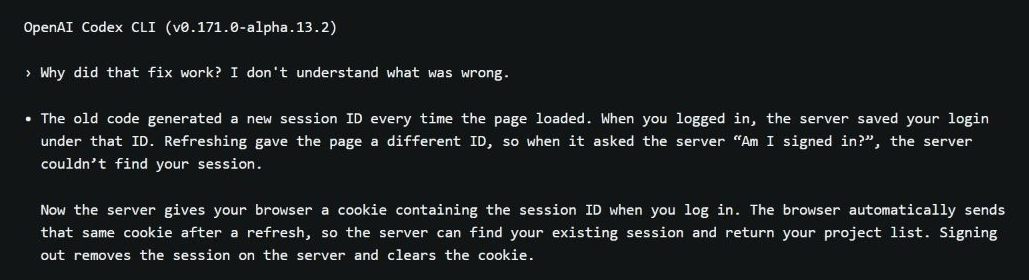 OpenAI Codex CLI (v0.171.0-alpha.13.2)
› Why did that fix work? I don't understand what was wrong.
• The old code generated a new session ID every time the page loaded. When you logged in, the server saved your login
under that ID. Refreshing gave the page a different ID, so when it asked the server “Am I signed in?”, the server
couldn’t find your session.
Now the server gives your browser a cookie containing the session ID when you log in. The browser automatically sends
that same cookie after a refresh, so the server can find your existing session and return your project list. Signing
out removes the session on the server and clears the cookie.